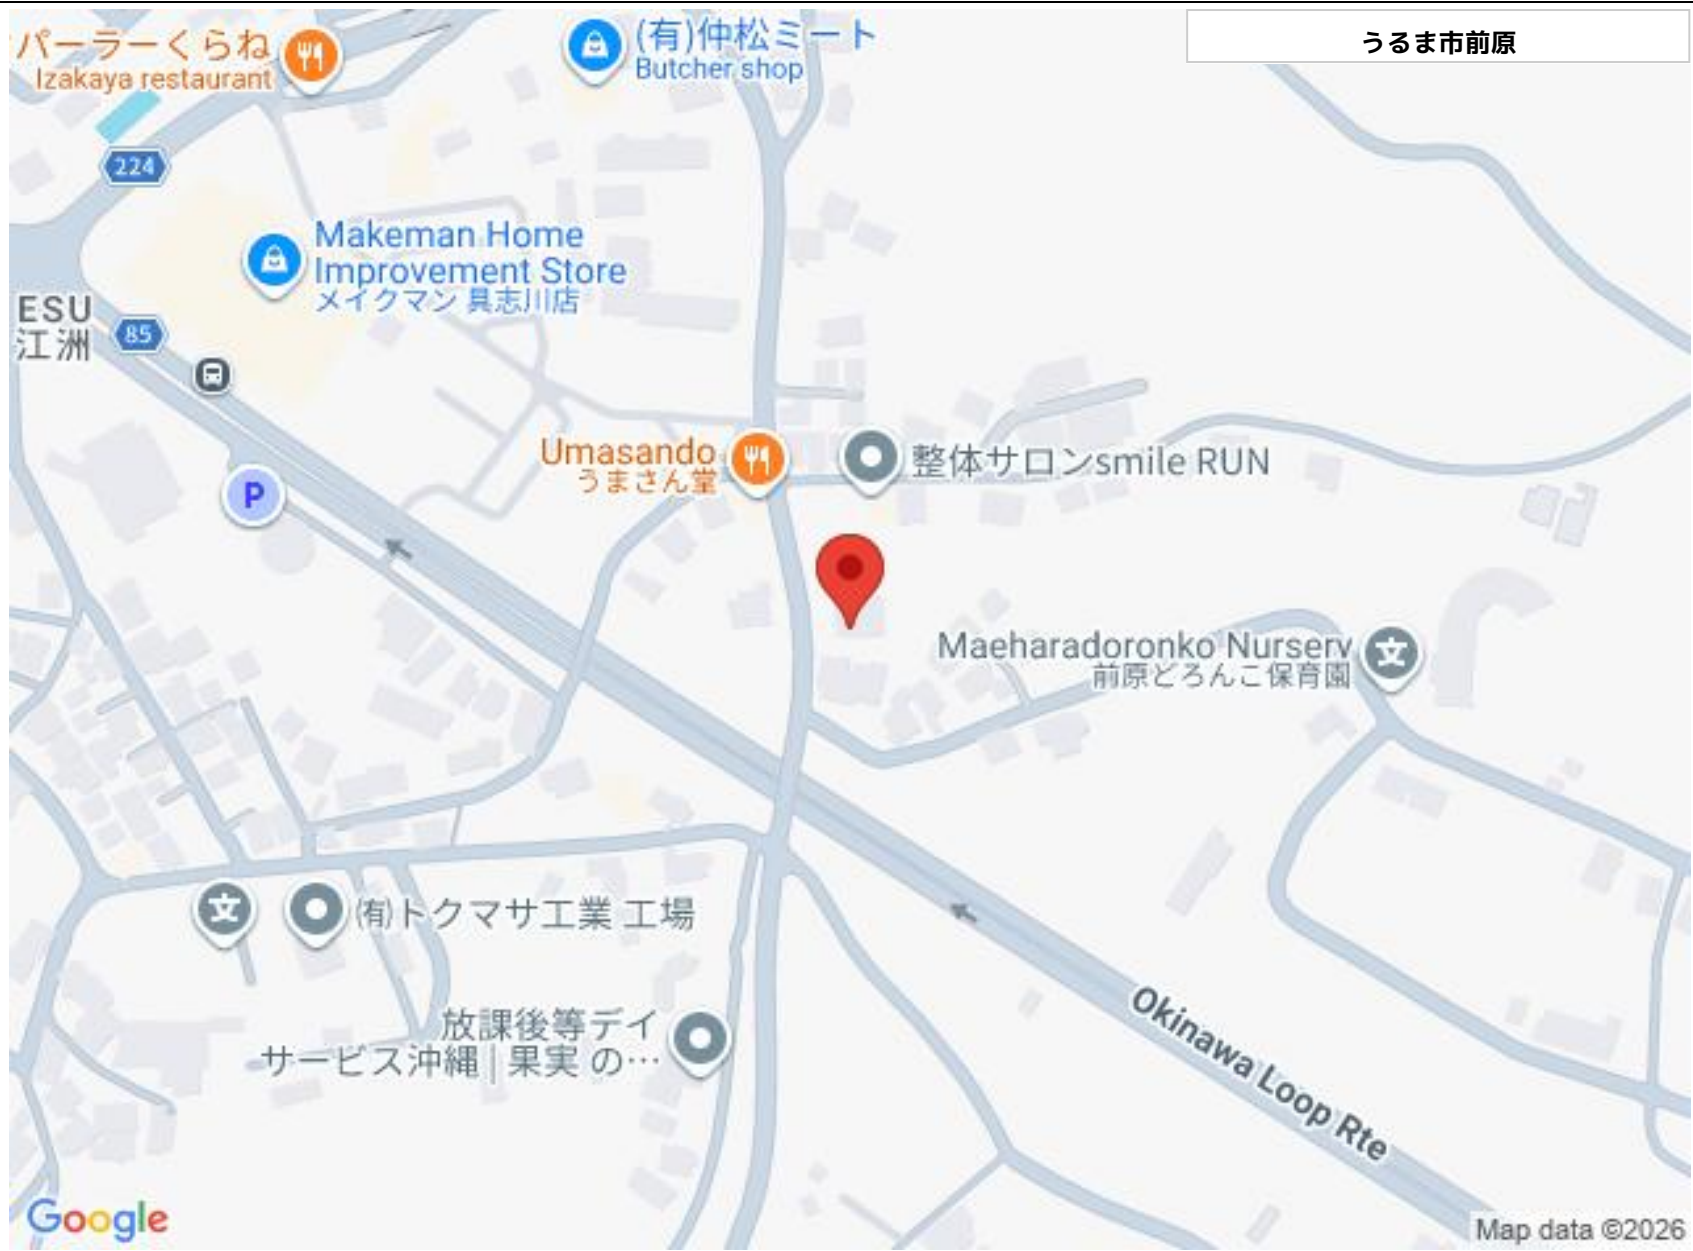 パーラーくらね
Izakaya restaurant
(有)仲松ミート
Butcher shop
うるま市前原
224
Makeman Home
Improvement Store
メイクマン 具志川店
ESU
江洲
85
Umasando
うまさん堂
整体サロンsmile RUN
P
Maeharadoronko Nursery
前原どろんこ保育園
文
文
㈲トクマサ工業 工場
放課後等デイ
サービス沖縄 | 果実 の…
Okinawa Loop Rte
Google
Map data ©2026